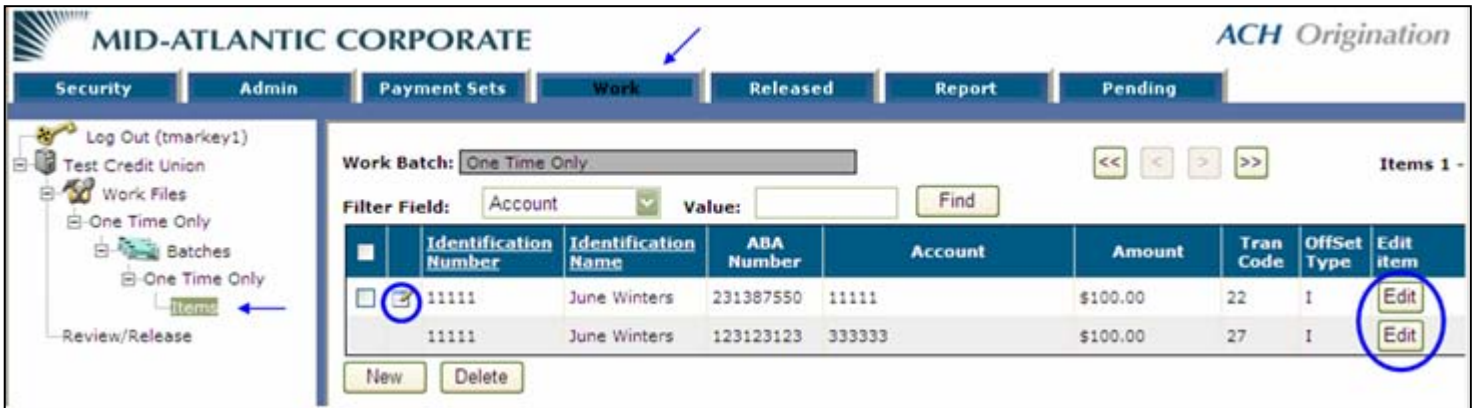 MID-ATLANTIC CORPORATE
ACH Origination
Security Admin Payment Sets Work Released Report Pending
Log Out (tmarkey1)
Test Credit Union
Work Files
One Time Only
Batches
One Time Only
Items
Review/Release
Work Batch: One Time Only << < > >> Items 1 -
Filter Field: Account Value: Find
Identification Number Identification Name ABA Number Account Amount Tran Code OffSet Type Edit item
11111 June Winters 231387550 11111 $100.00 22 I Edit
11111 June Winters 123123123 333333 $100.00 27 I Edit
New Delete